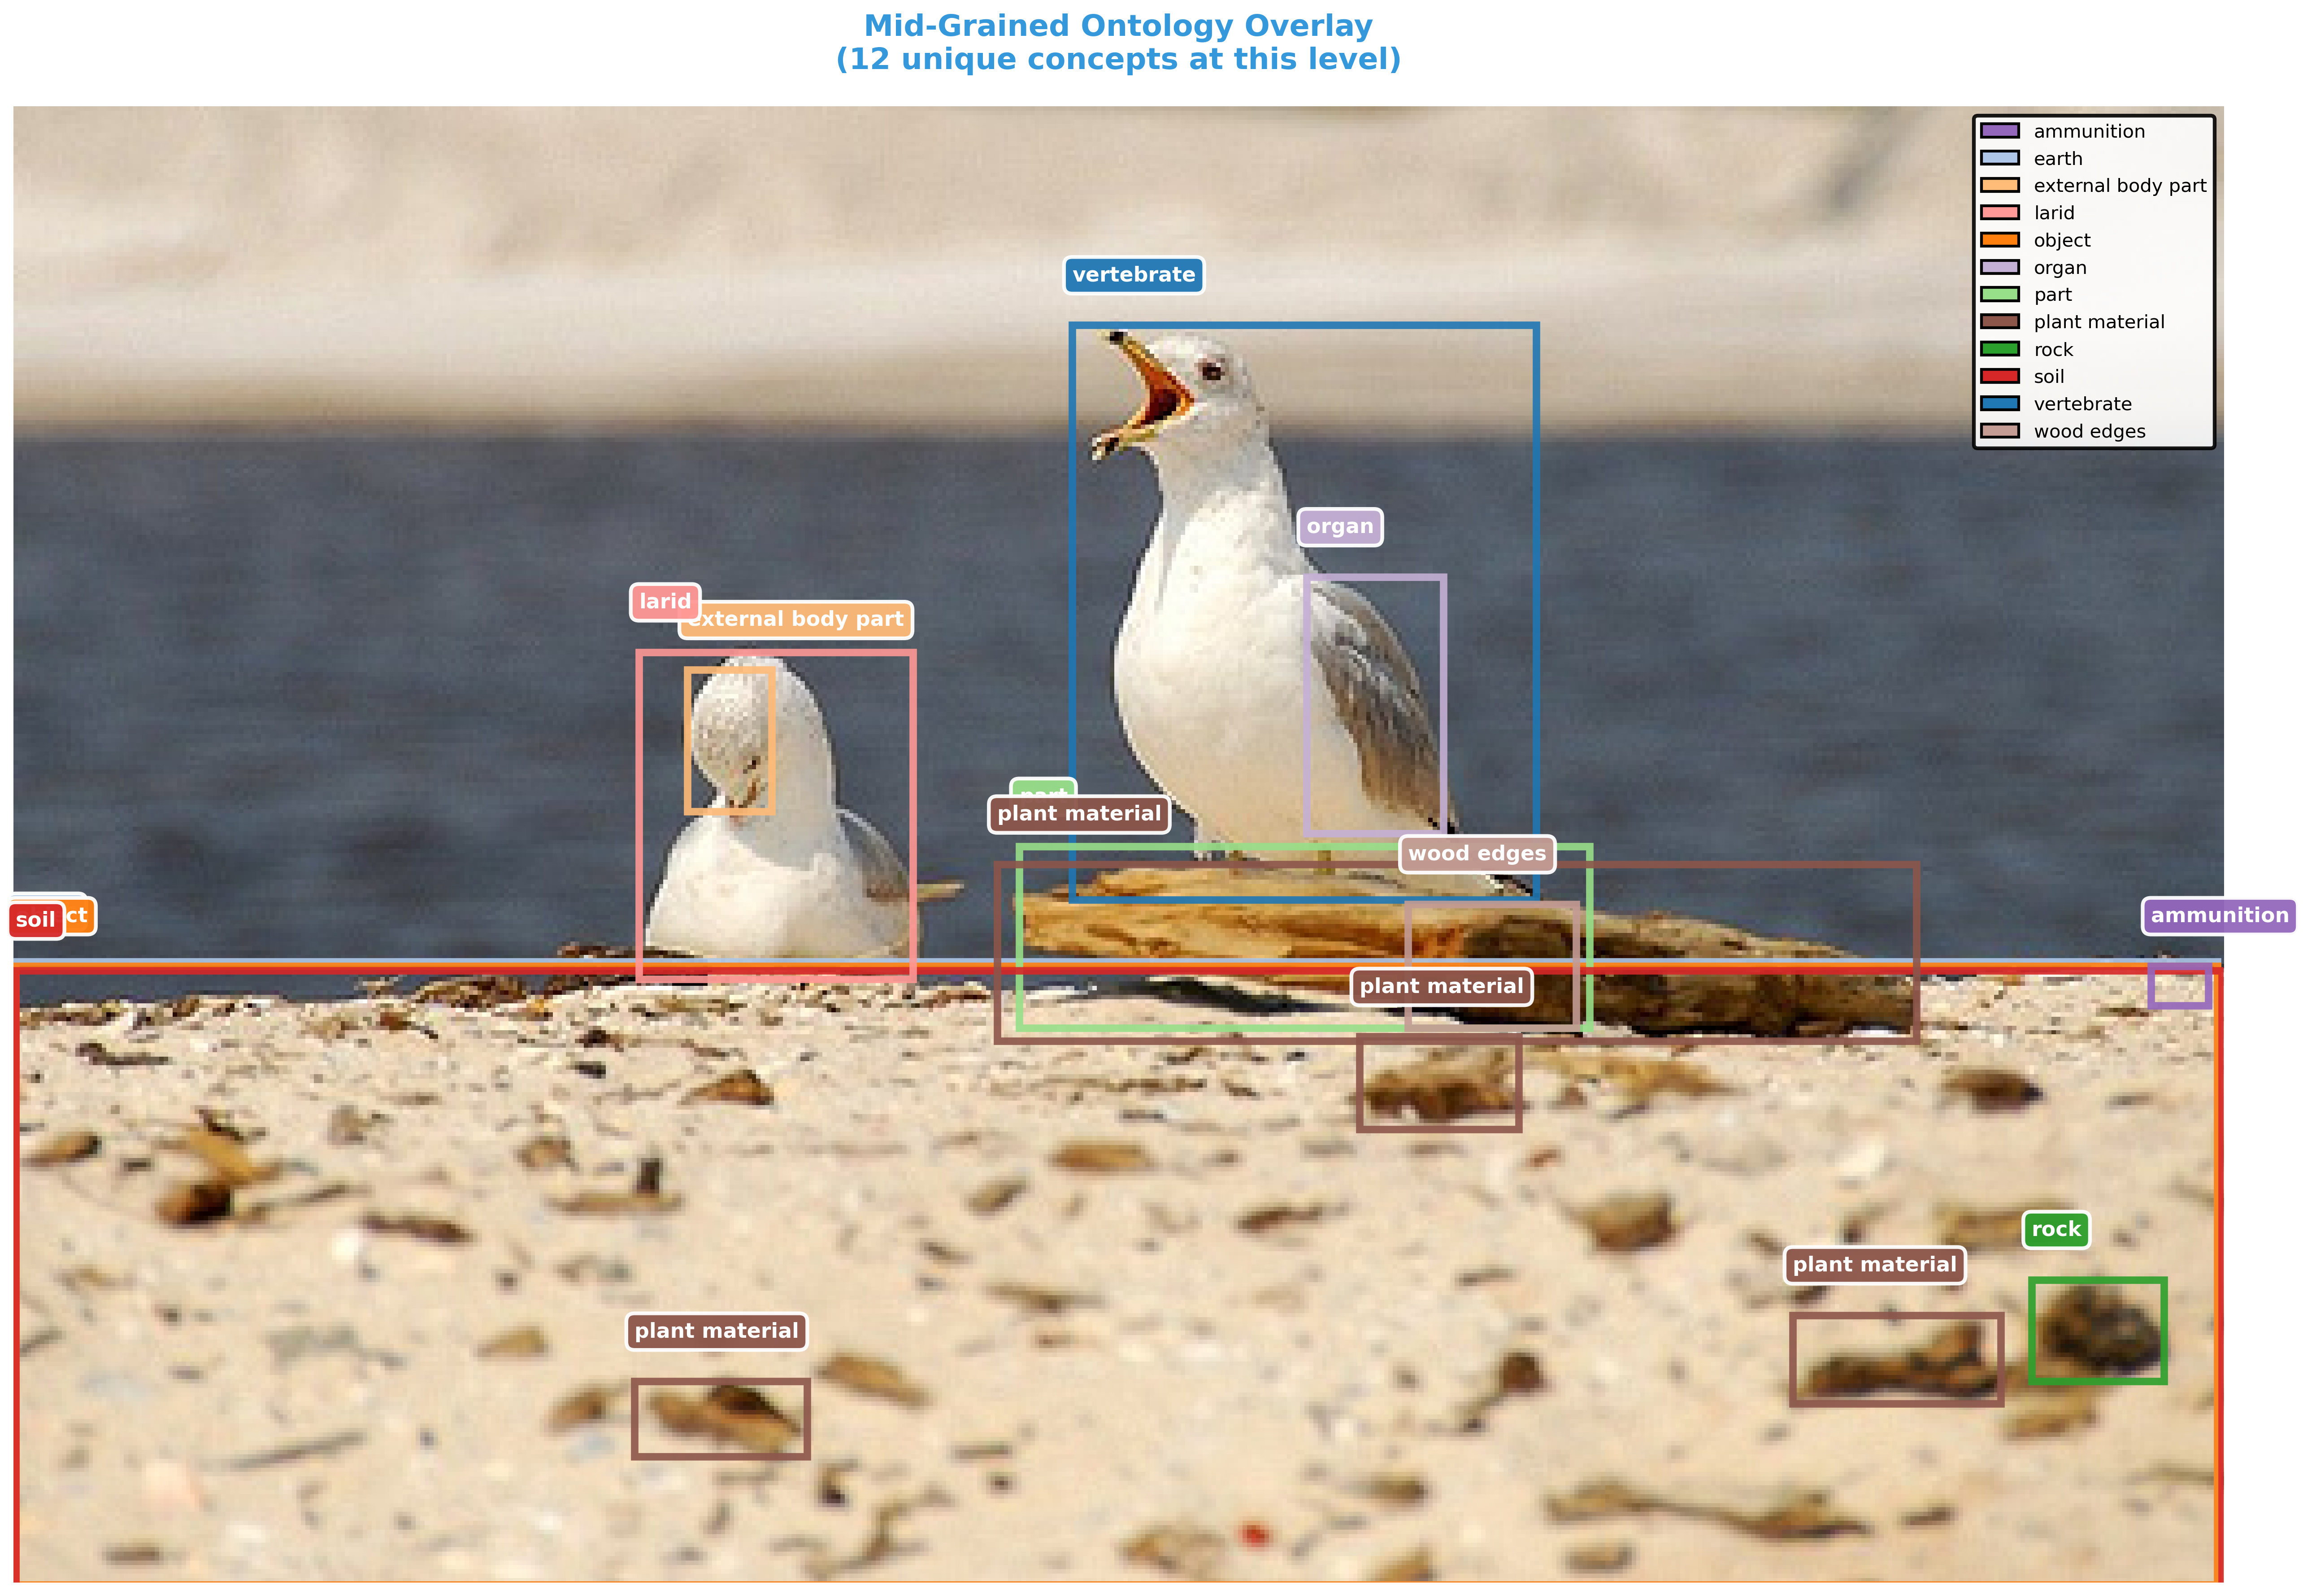 Mid-Grained Ontology Overlay
(12 unique concepts at this level)
ammunition
earth
external body part
larid
object
organ
part
plant material
rock
soil
vertebrate
wood edges
vertebrate
organ
larid
external body part
part
plant material
wood edges
soil
ct
ammunition
plant material
rock
plant material
plant material